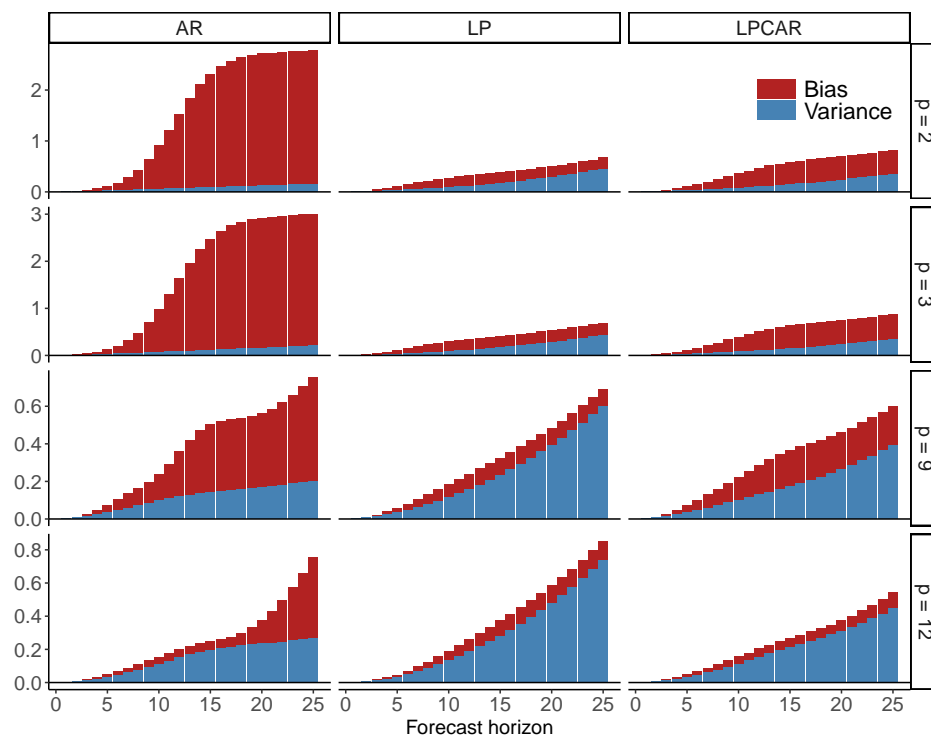 AR LP LPCAR
Bias
Variance
2
1
0
p = 2
3
2
1
0
p = 3
0.6
0.4
0.2
0.0
p = 9
0.8
0.6
0.4
0.2
0.0
p = 12
0 5 10 15 20 25 0 5 10 15 20 25 0 5 10 15 20 25
Forecast horizon